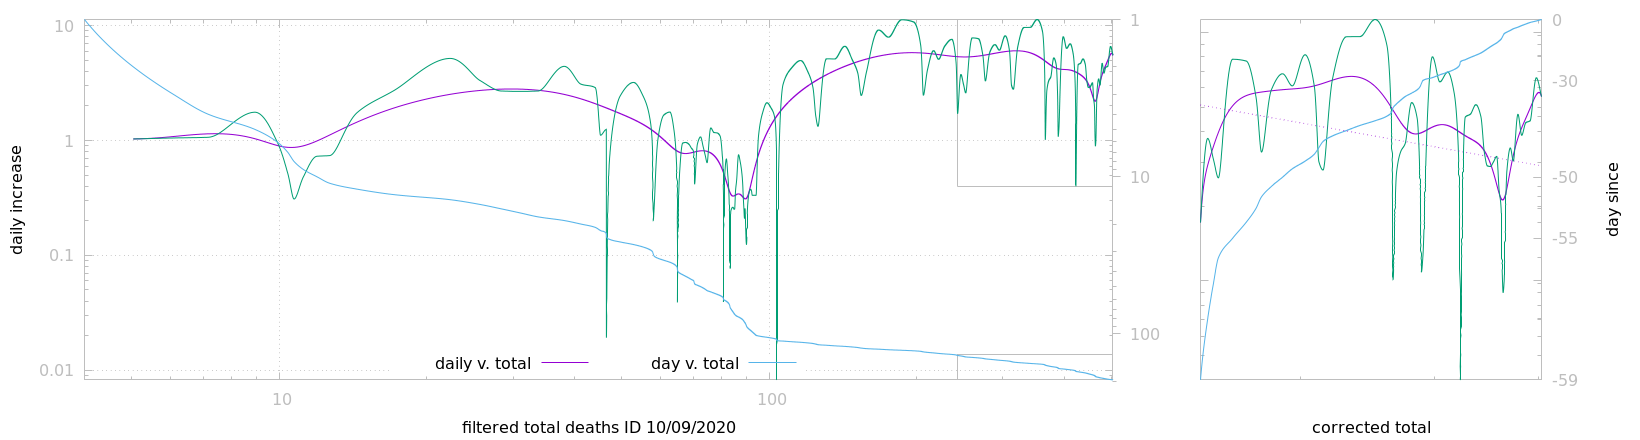 10
1
0.1
0.01
daily increase
daily v. total
day v. total
10
100
filtered total deaths ID 10/09/2020
1
10
100
0
-30
-50
-55
-59
day since
corrected total